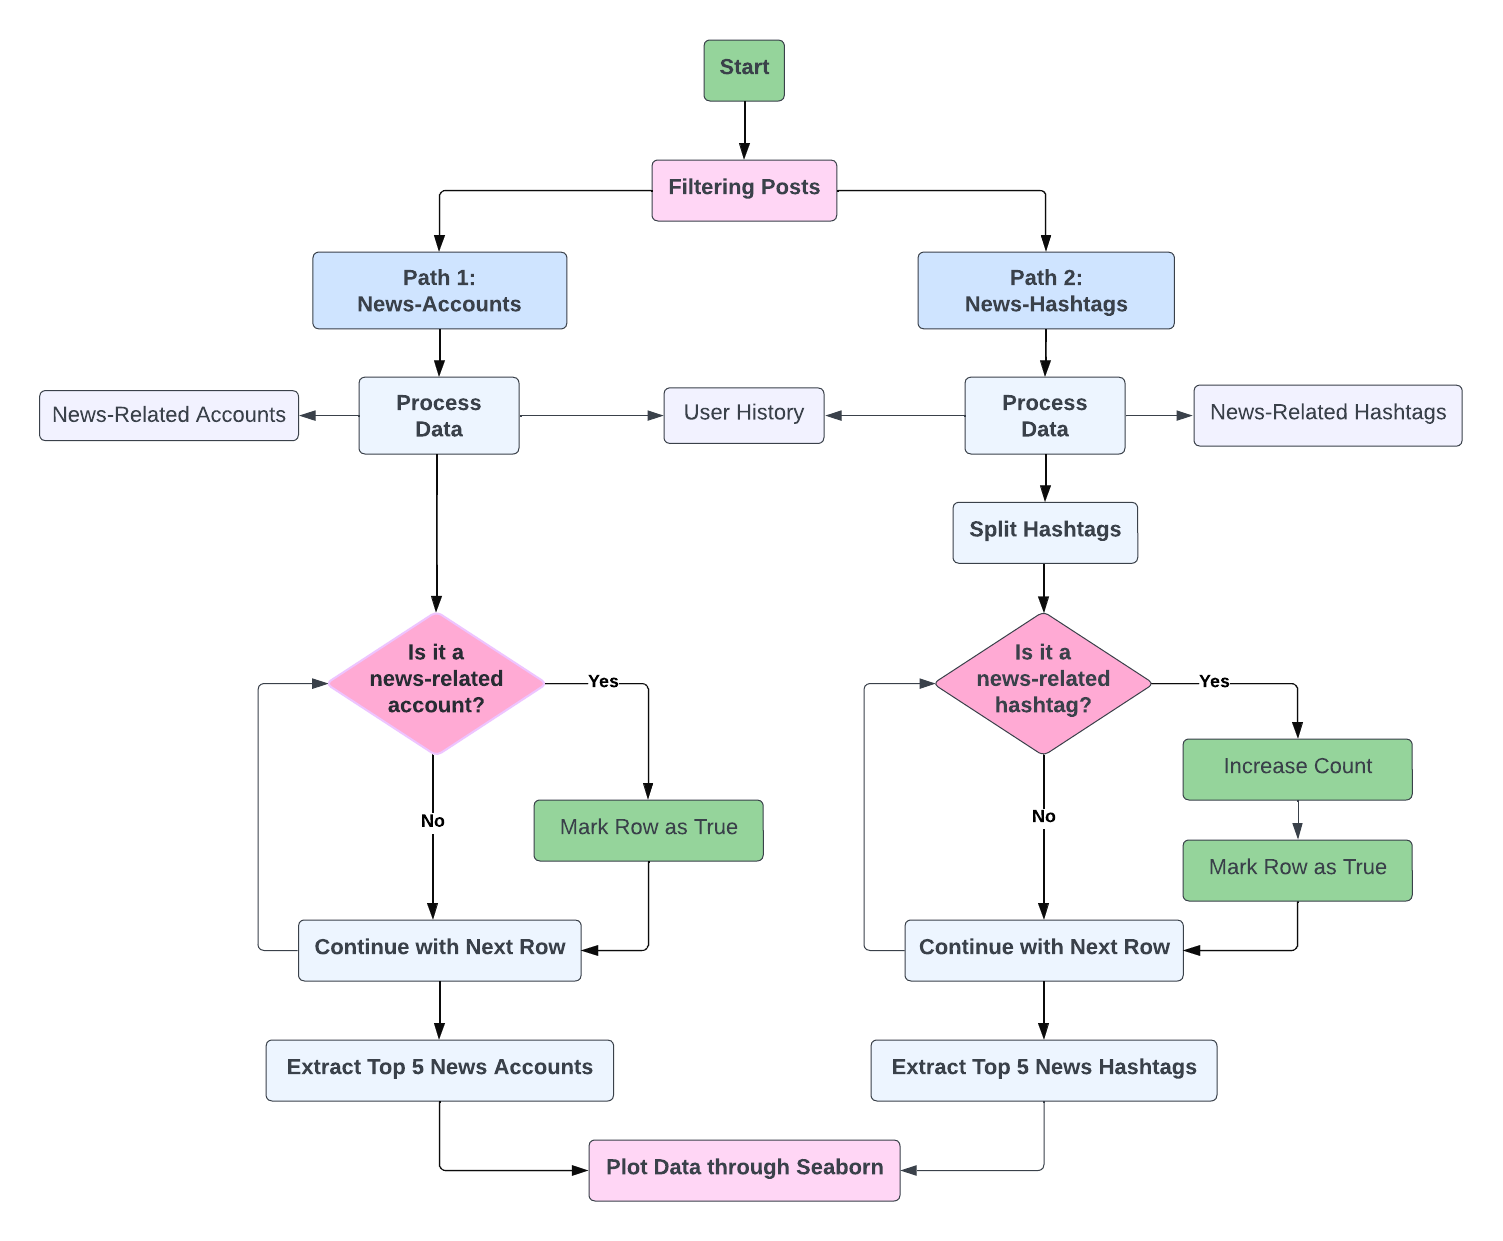 Start
Filtering Posts
Path 1:
News-Accounts
Path 2:
News-Hashtags
News-Related Accounts
Process
Data
User History
Process
Data
News-Related Hashtags
Split Hashtags
Is it a
news-related
account?
Yes
Is it a
news-related
hashtag?
Yes
Increase Count
No
Mark Row as True
No
Mark Row as True
Continue with Next Row
Continue with Next Row
Extract Top 5 News Accounts
Extract Top 5 News Hashtags
Plot Data through Seaborn